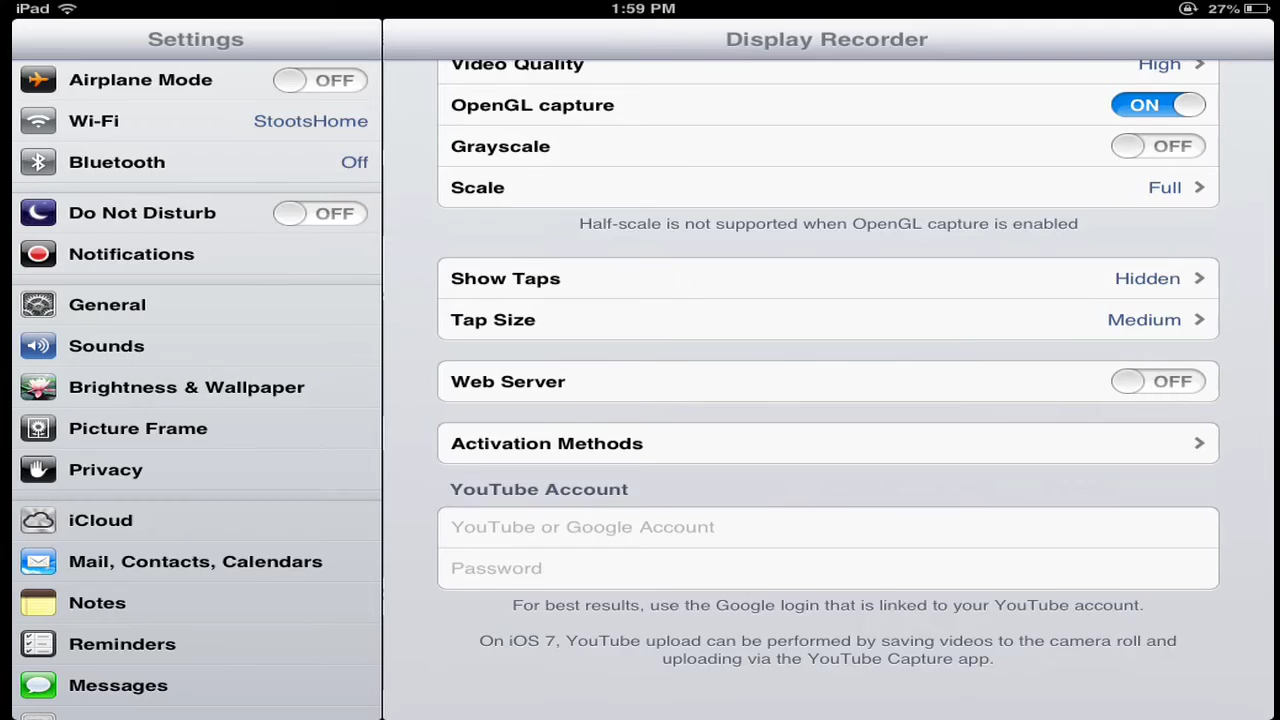 iPad
1:59 PM
27%
Settings
Display Recorder
Airplane Mode OFF
Wi-Fi StootsHome
Bluetooth Off
Do Not Disturb OFF
Notifications
General
Sounds
Brightness & Wallpaper
Picture Frame
Privacy
iCloud
Mail, Contacts, Calendars
Notes
Reminders
Messages
Video Quality High
OpenGL capture ON
Grayscale OFF
Scale Full
Half-scale is not supported when OpenGL capture is enabled
Show Taps Hidden
Tap Size Medium
Web Server OFF
Activation Methods
YouTube Account
YouTube or Google Account
Password
For best results, use the Google login that is linked to your YouTube account.
On iOS 7, YouTube upload can be performed by saving videos to the camera roll and
uploading via the YouTube Capture app.